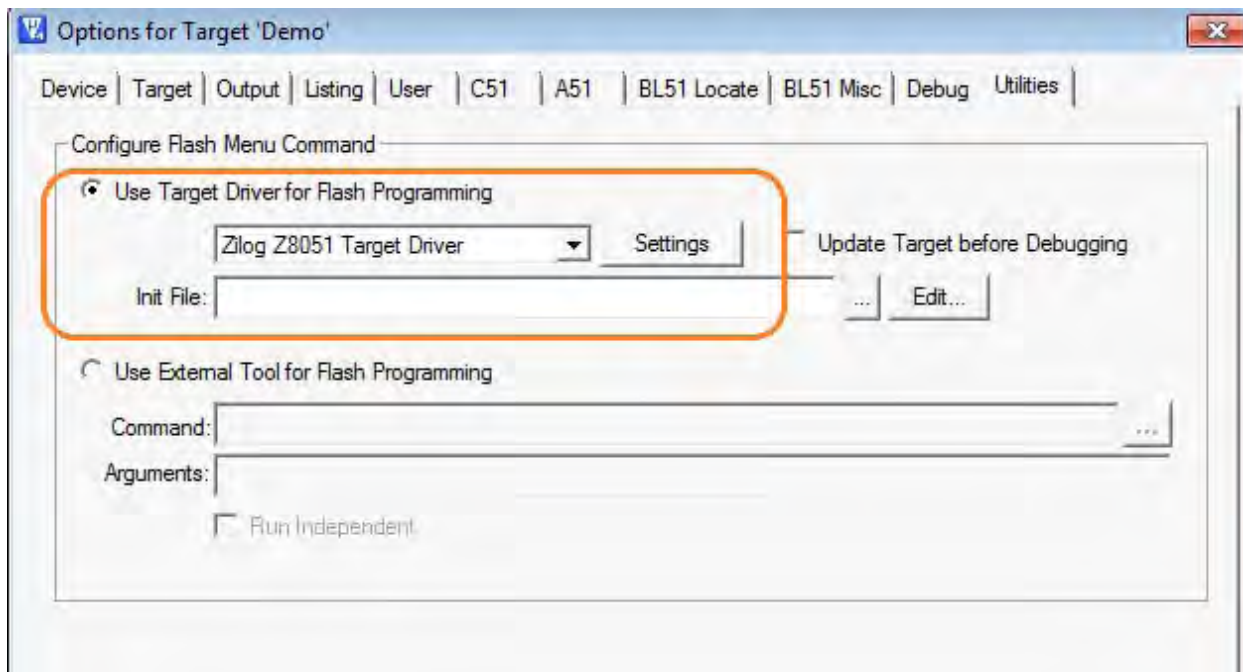 Options for Target 'Demo'
Device | Target | Output | Listing | User | C51 | A51 | BL51 Locate | BL51 Misc | Debug Utilities |
Configure Flash Menu Command
Use Target Driver for Flash Programming
Zilog Z8051 Target Driver Settings Update Target before Debugging
Init File: ... Edit...
Use External Tool for Flash Programming
Command: ...
Arguments:
Run Independent